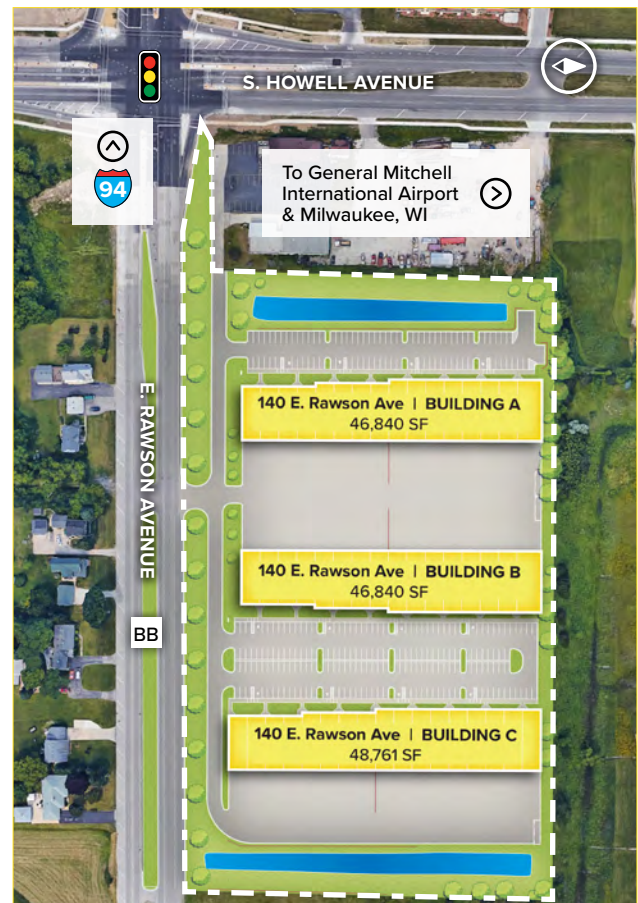 S. HOWELL AVENUE
94
To General Mitchell
International Airport
& Milwaukee, WI
E. RAWSON AVENUE
140 E. Rawson Ave | BUILDING A
46,840 SF
140 E. Rawson Ave | BUILDING B
46,840 SF
BB
140 E. Rawson Ave | BUILDING C
48,761 SF